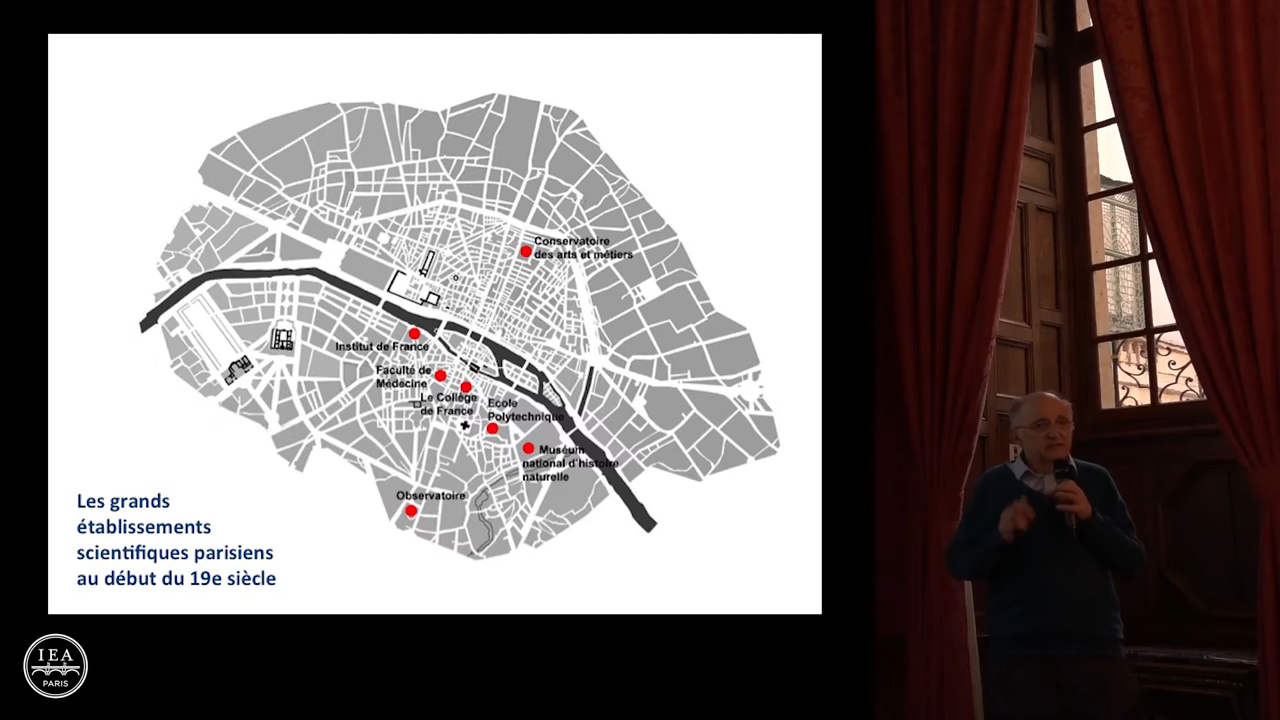 Conservatoire
des arts et métiers
Institut de France
Faculté de
Médecine
Le Collège
de France
Ecole
Polytechnique
Muséum
national d'histoire
naturelle
Observatoire
Les grands
établissements
scientifiques parisiens
au début du 19e siècle
IEA
PARIS